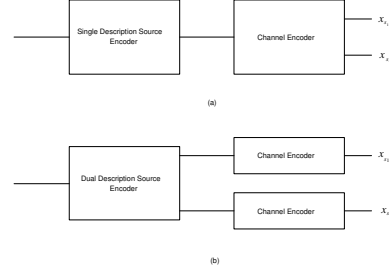 Single Description Source
Encoder
Channel Encoder
(a)
Dual Description Source
Encoder
Channel Encoder
Channel Encoder
(b)